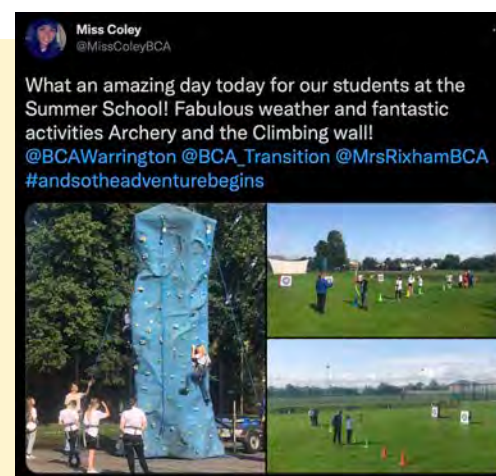 Miss Coley
@MissColeyBCA
What an amazing day today for our students at the
Summer School! Fabulous weather and fantastic
activities Archery and the Climbing wall!
@BCAWarrington @BCA_Transition @MrsRixhamBCA
#andsotheadventurebegins